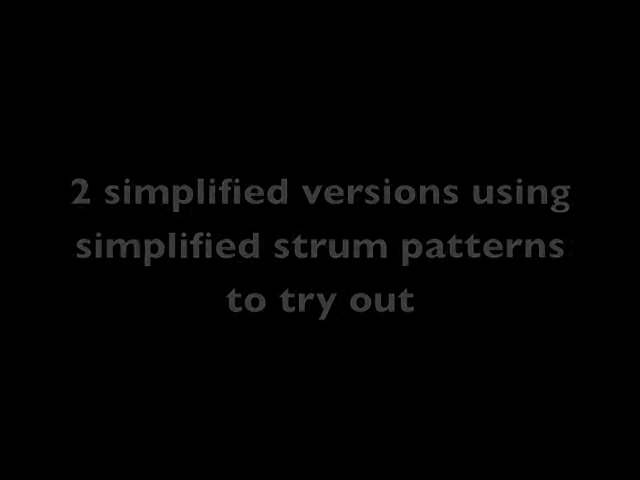 2 simplified versions using
simplified strum patterns
to try out